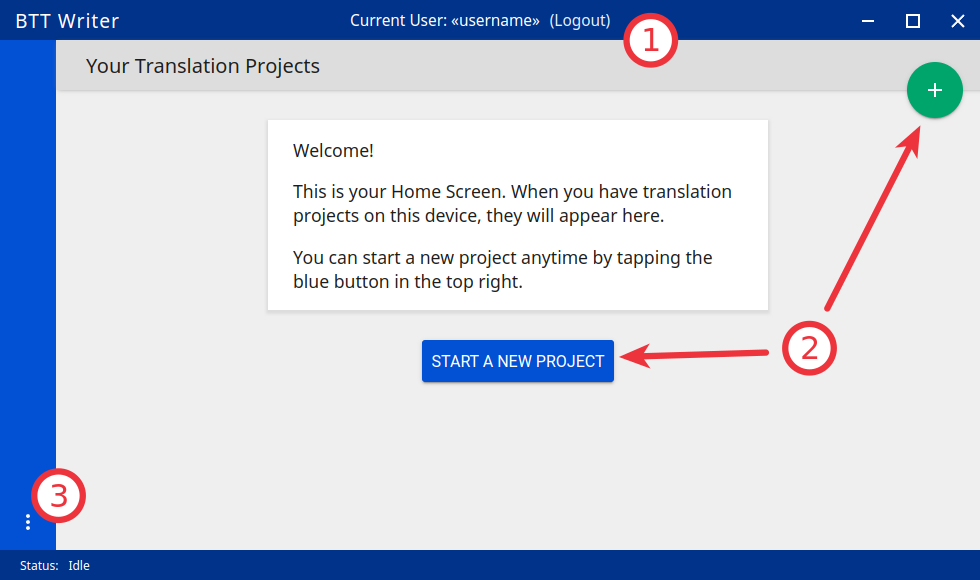 BTT Writer
Current User: «username» (Logout)
1
Your Translation Projects
+
Welcome!
This is your Home Screen. When you have translation
projects on this device, they will appear here.
You can start a new project anytime by tapping the
blue button in the top right.
START A NEW PROJECT
2
3
Status: Idle